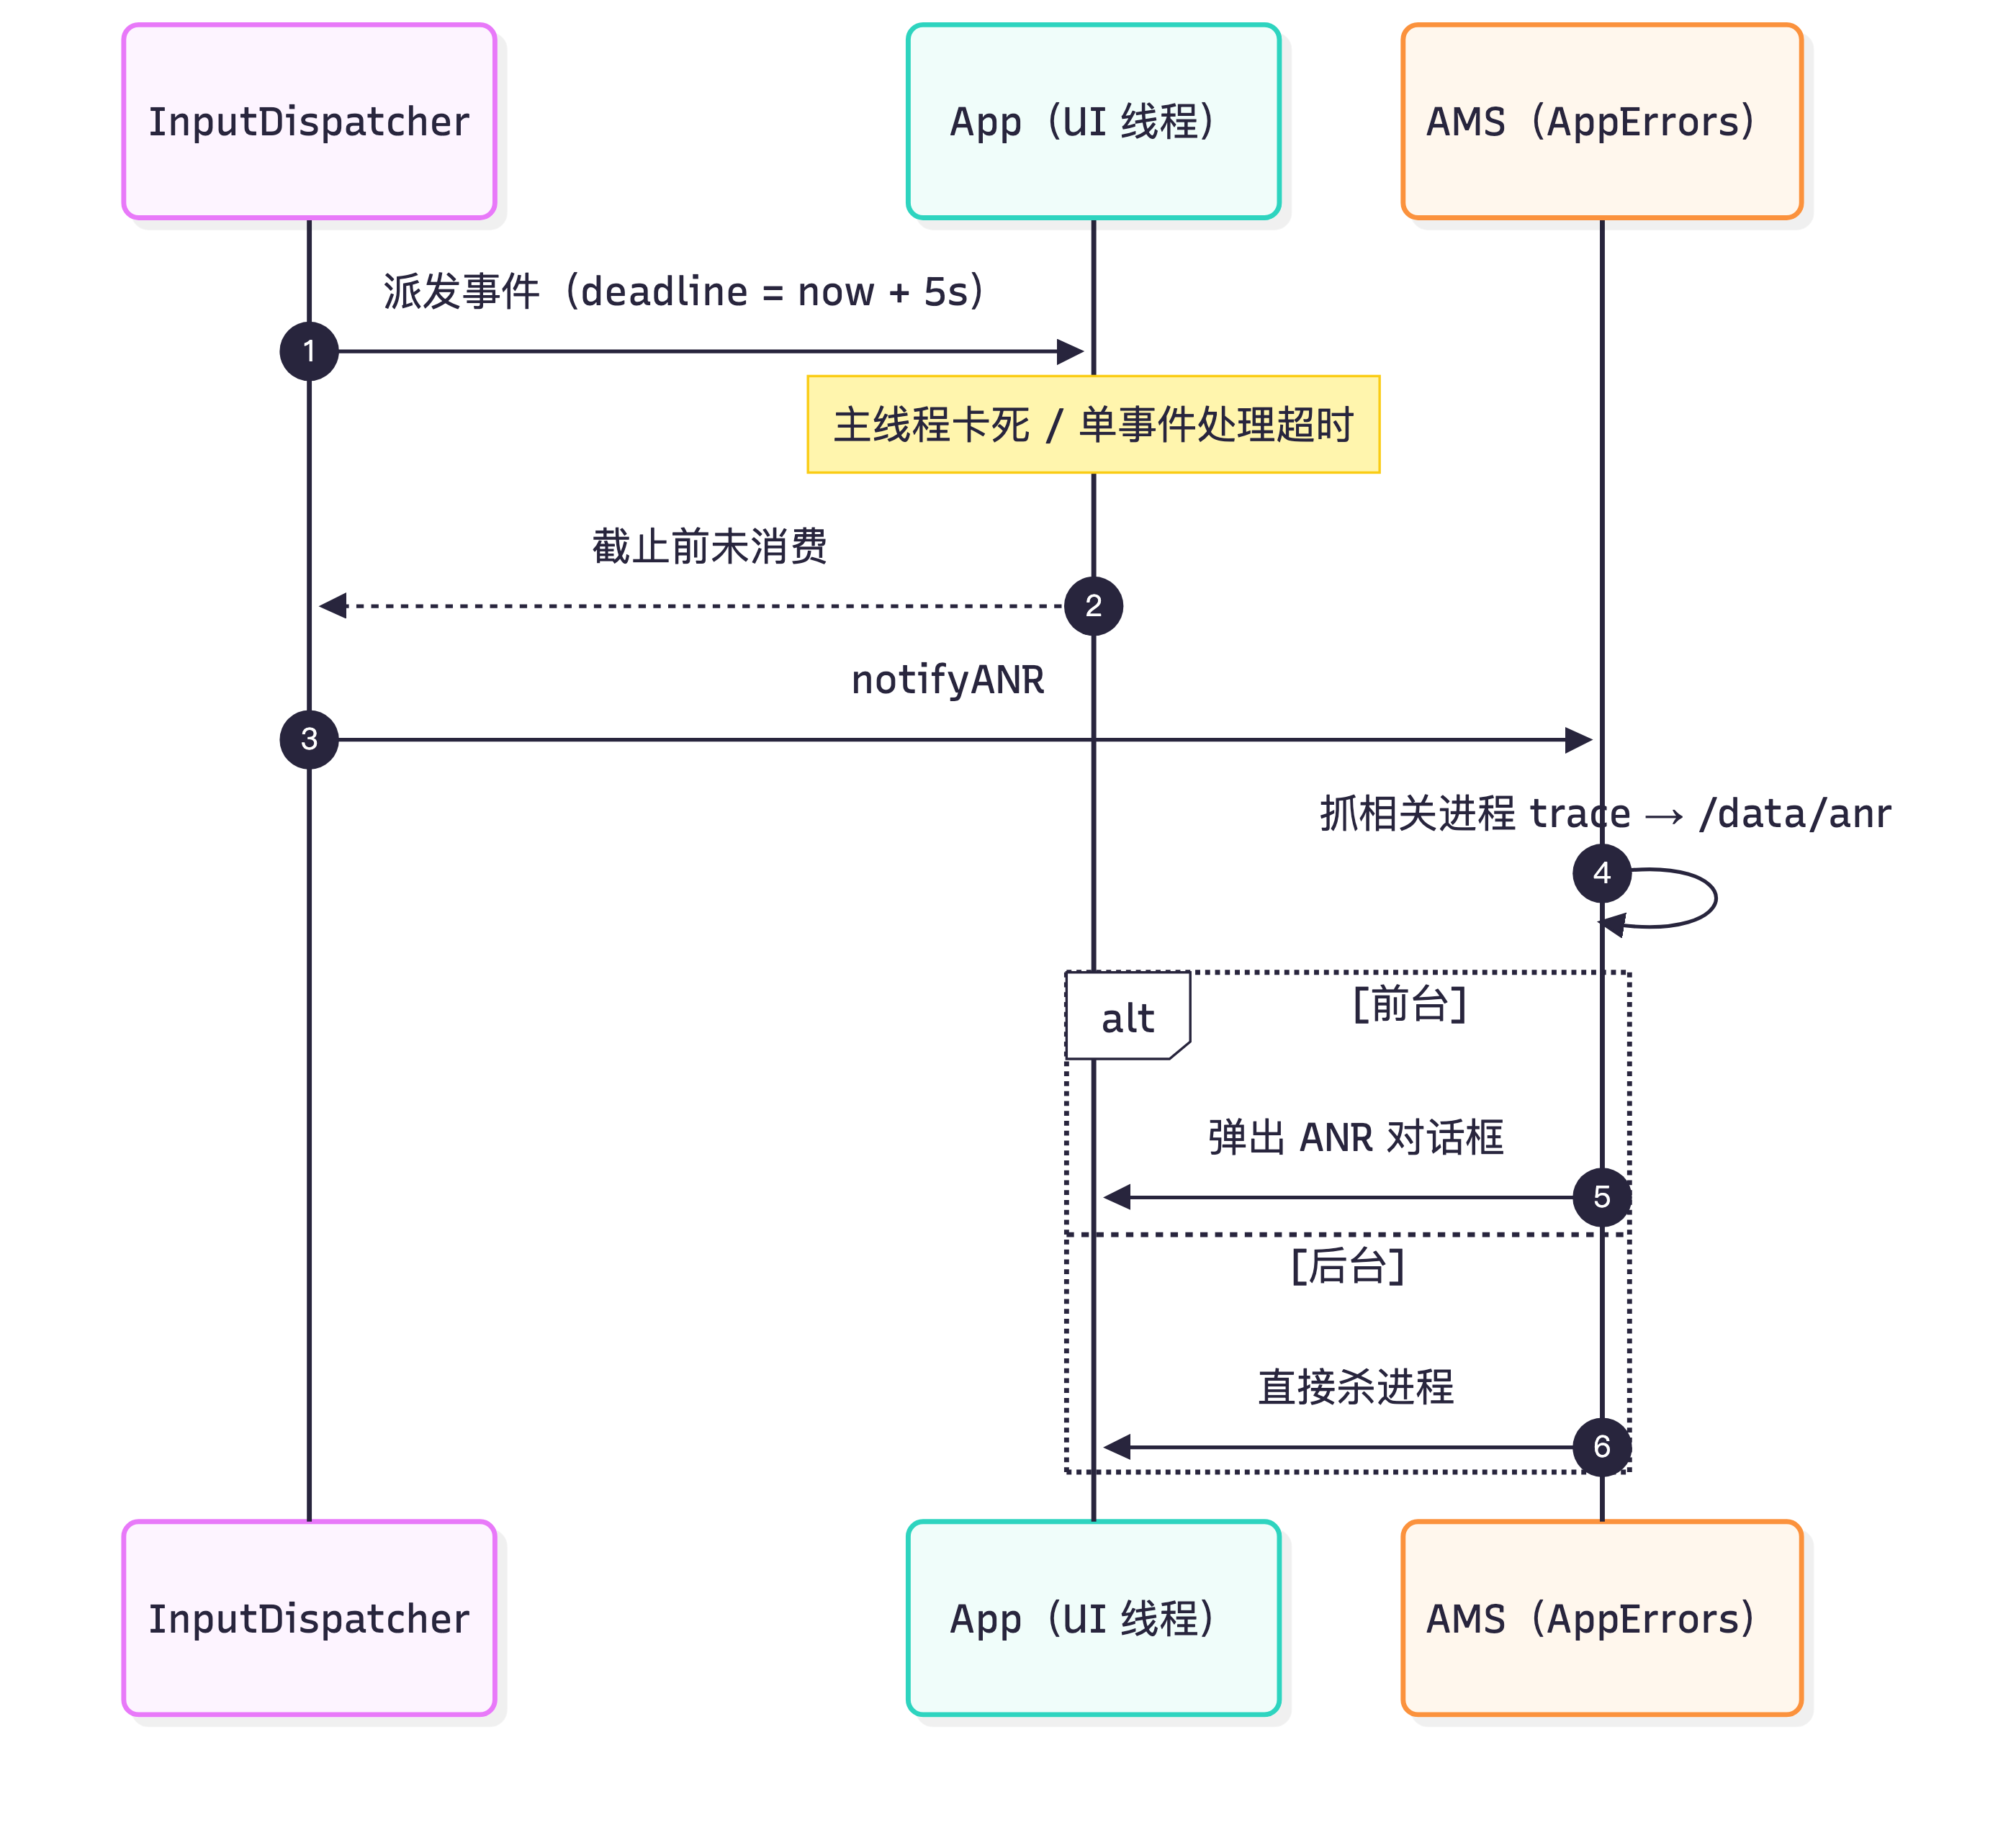 InputDispatcher
App（UI 线程）
AMS（AppErrors）
派发事件（deadline = now + 5s）
1
主线程卡死 / 单事件处理超时
截止前未消费
2
notifyANR
3
抓相关进程 trace → /data/anr
4
alt
[前台]
弹出 ANR 对话框
5
[后台]
直接杀进程
6
InputDispatcher
App（UI 线程）
AMS（AppErrors）